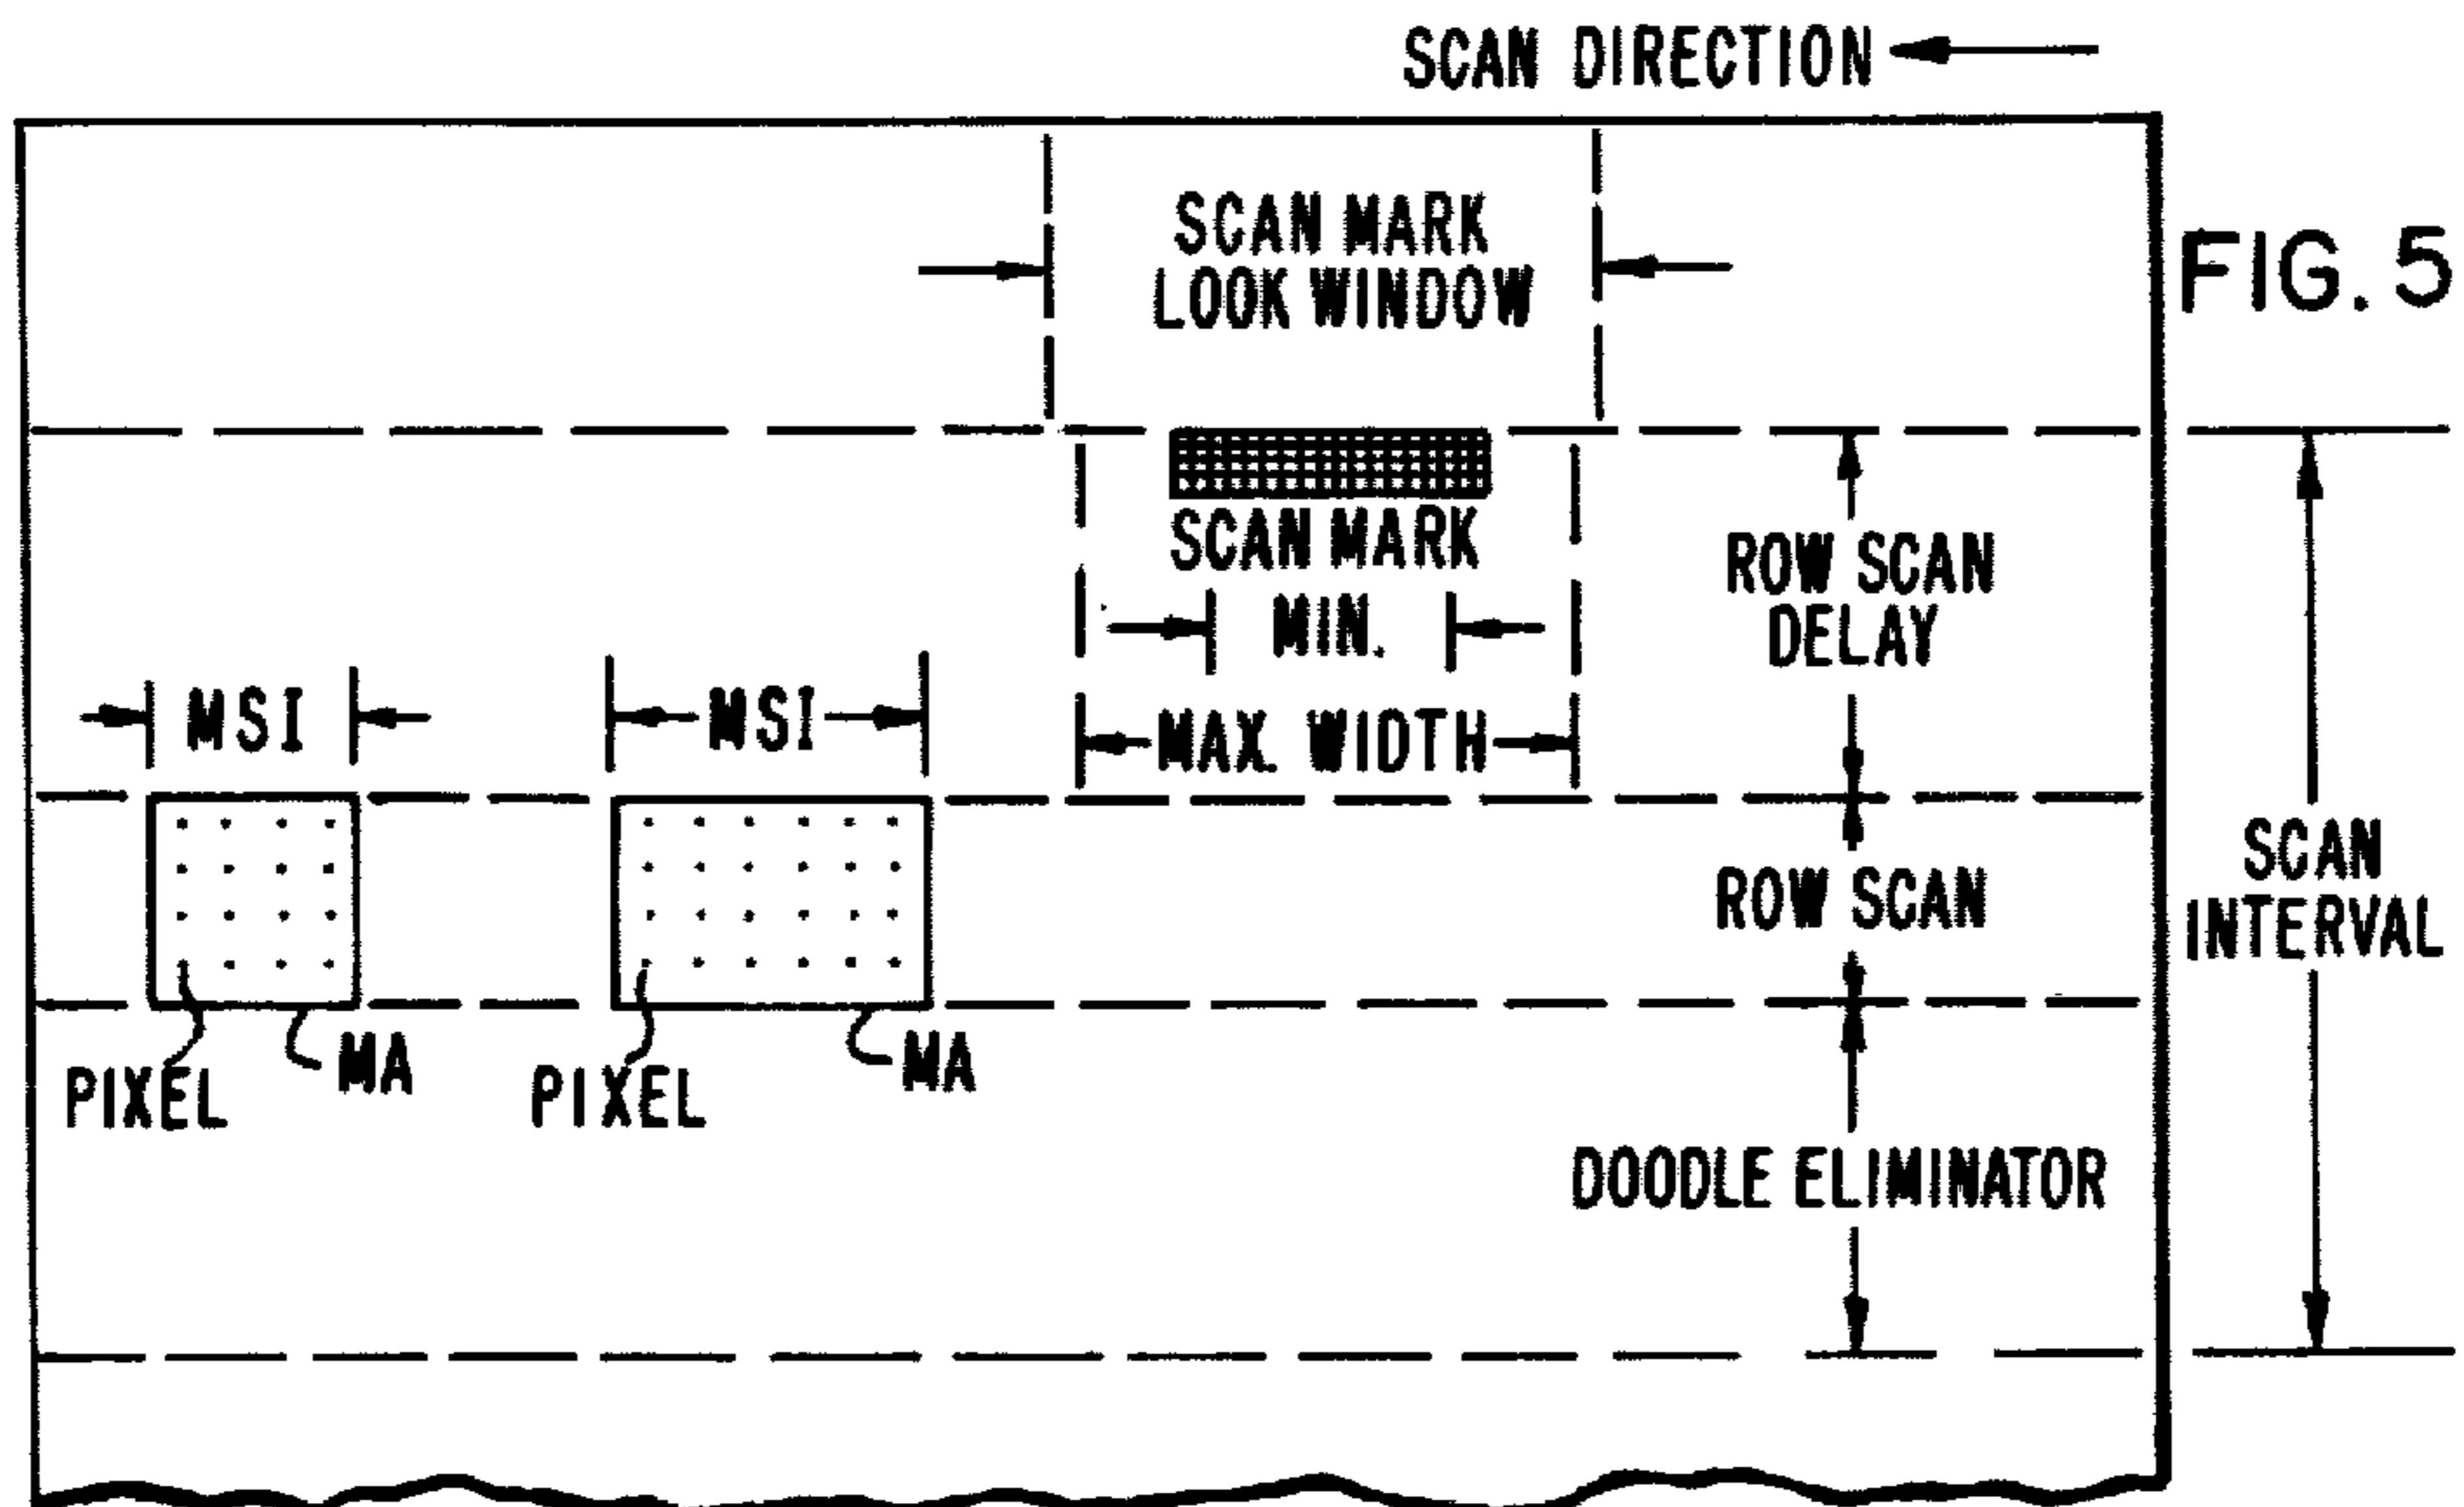 SCAN DIRECTION
SCAN MARK
LOOK WINDOW
FIG. 5
SCAN MARK
MIN.
MAX. WIDTH
ROW SCAN
DELAY
MSI
MSI
ROW SCAN
SCAN
INTERVAL
PIXEL
MA
PIXEL
MA
DOODLE ELIMINATOR